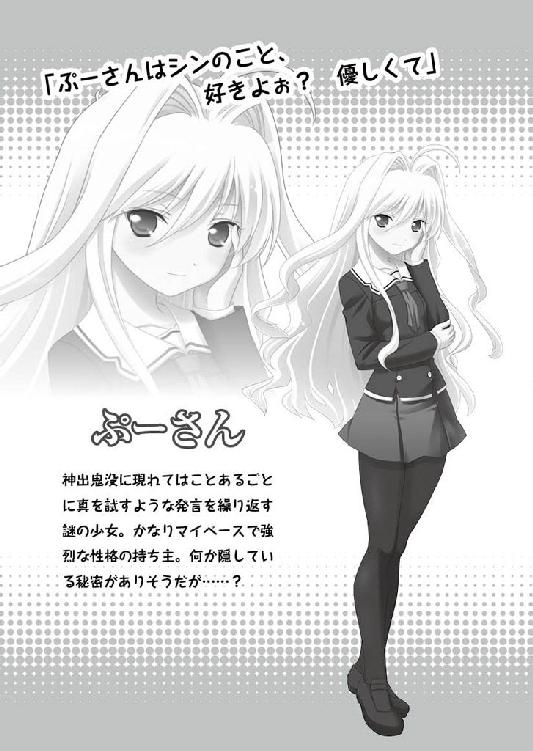 「ぷーさんはシンのこと、
好きよぉ？　優しくて」
ぷーさん
神出鬼没に現れてはことあるごと
に真を試すような発言を繰り返す
謎の少女。かなりマイペースで強
烈な性格の持ち主。何か隠してい
る秘密がありそうだが……？